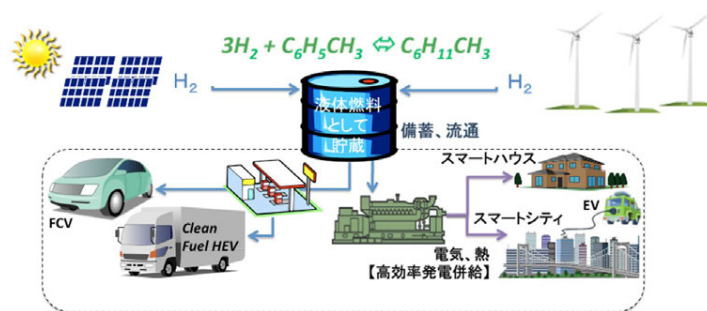 3H₂ + C₆H₅CH₃ ⇔ C₆H₁₁CH₃
H₂
H₂
液体燃料
として
貯蔵
備蓄、流通
スマートハウス
FCV
Clean
Fuel HEV
スマートシティ
EV
電気、熱
【高効率発電併給】